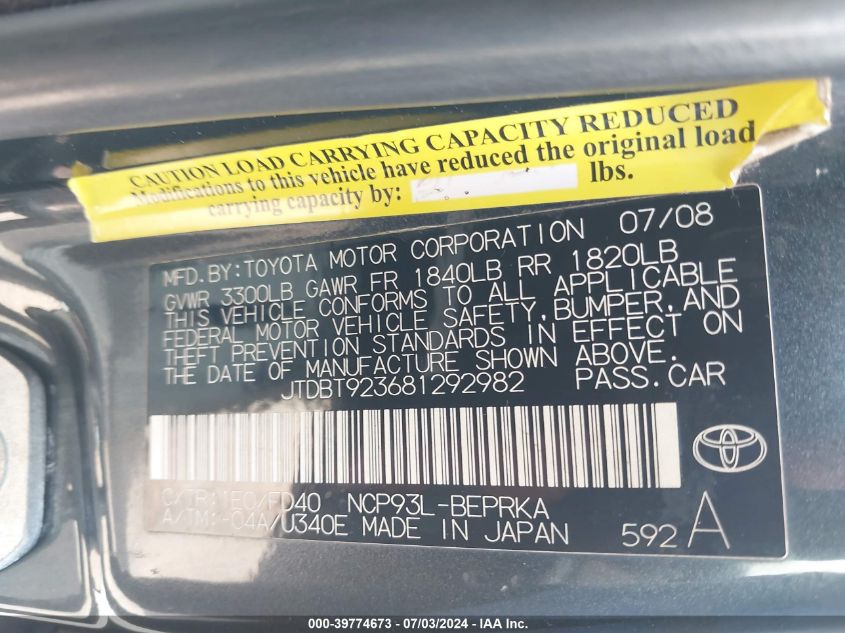 CAUTION LOAD CARRYING CAPACITY REDUCED
Modifications to this vehicle have reduced the original load
carrying capacity by: lbs.
MFD.BY:TOYOTA MOTOR CORPORATION 07/08
GVWR 3300LB GAWR FR 1840LB RR 1820LB
THIS VEHICLE CONFORMS TO ALL APPLICABLE
FEDERAL MOTOR VEHICLE SAFETY,BUMPER,AND
THEFT PREVENTION STANDARDS IN EFFECT ON
THE DATE OF MANUFACTURE SHOWN ABOVE.
JTDBT923681292982 PASS.CAR
C/TR:1FC/FD40 NCP93L-BEPRKA
A/TM:-04A/U340E MADE IN JAPAN 592 A
000-39774673 - 07/03/2024 - IAA Inc.